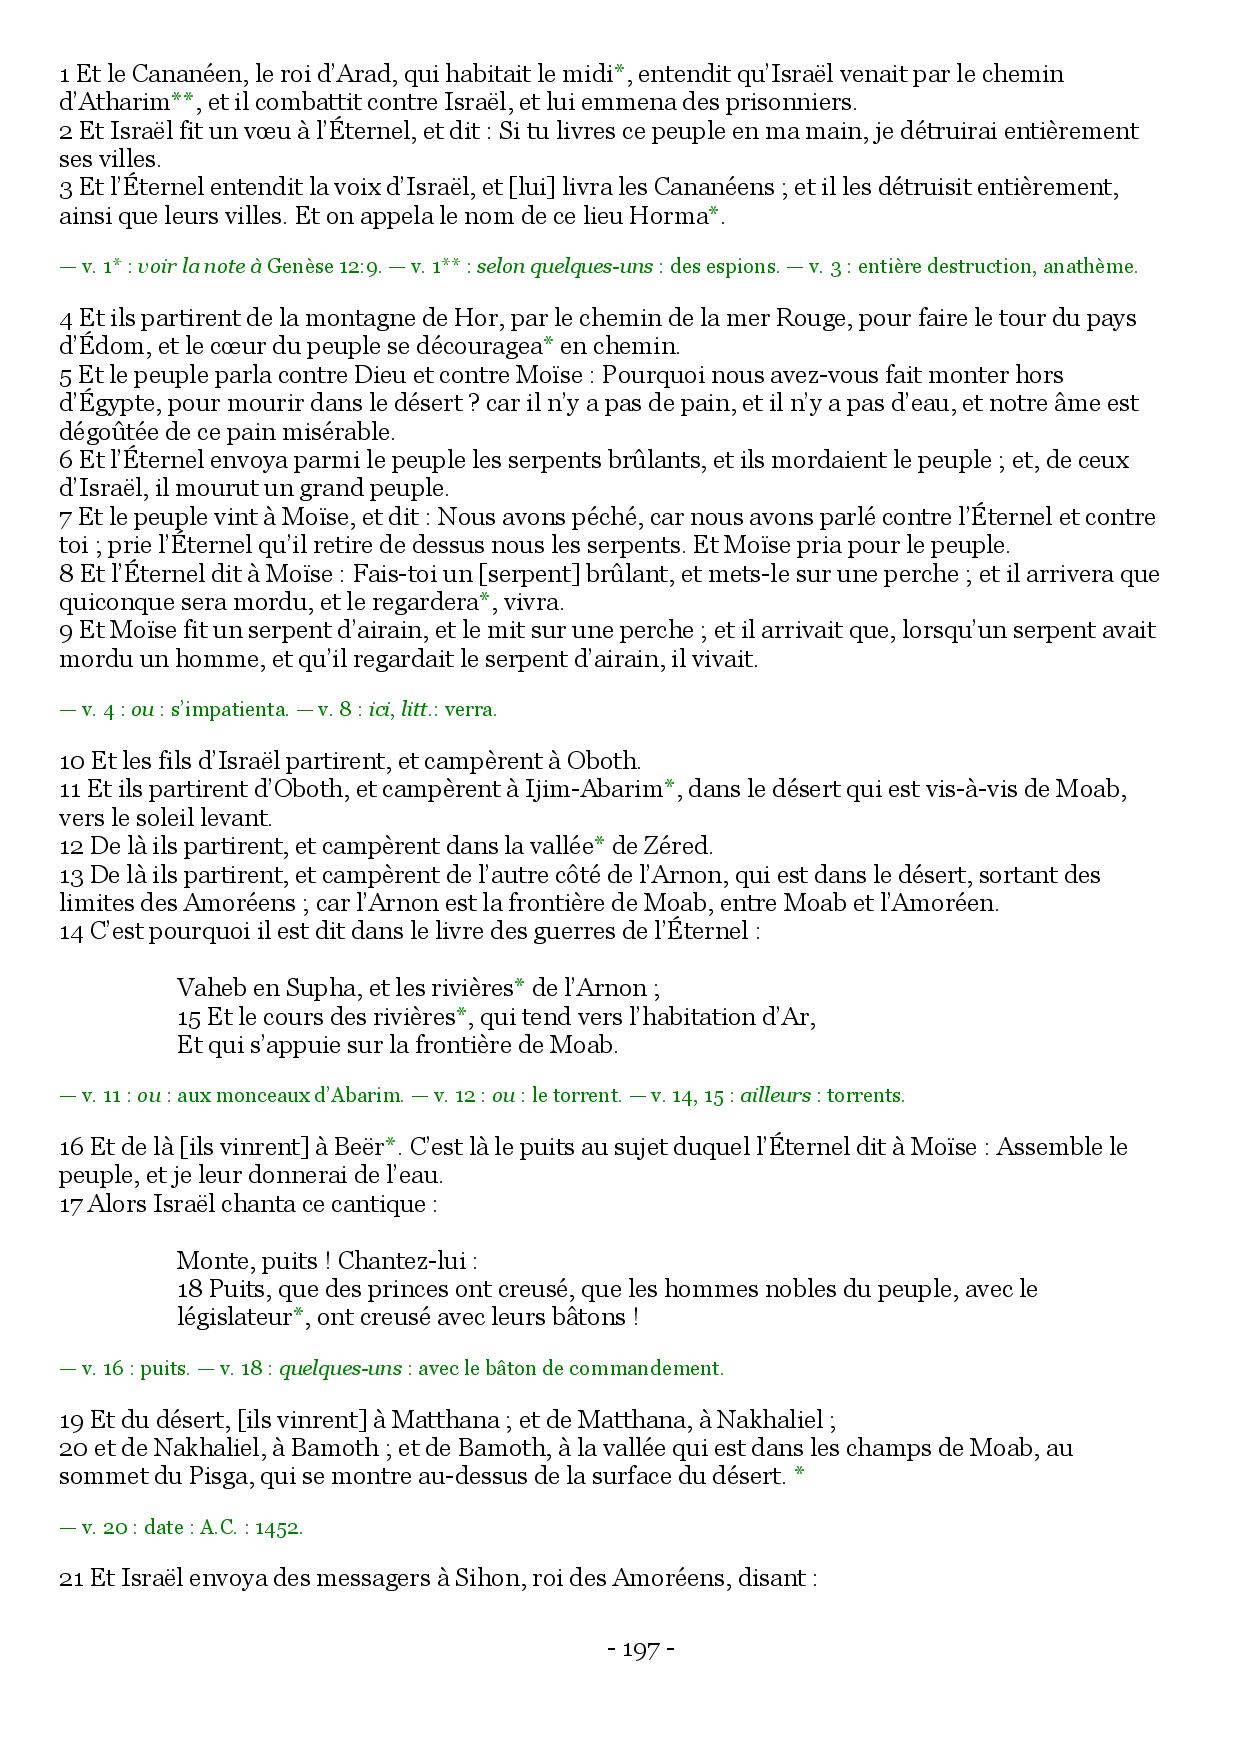 1 Et le Cananéen, le roi d’Arad, qui habitait le midi*, entendit qu’Israël venait par le chemin
d’Atharim**, et il combattit contre Israël, et lui emmena des prisonniers.
2 Et Israël fit un vœu à l’Éternel, et dit : Si tu livres ce peuple en ma main, je détruirai entièrement
ses villes.
3 Et l’Éternel entendit la voix d’Israël, et [lui] livra les Cananéens ; et il les détruisit entièrement,
ainsi que leurs villes. Et on appela le nom de ce lieu Horma*.
— v. 1* : voir la note à Genèse 12:9. — v. 1** : selon quelques-uns : des espions. — v. 3 : entière destruction, anathème.
4 Et ils partirent de la montagne de Hor, par le chemin de la mer Rouge, pour faire le tour du pays
d’Édom, et le cœur du peuple se découragea* en chemin.
5 Et le peuple parla contre Dieu et contre Moïse : Pourquoi nous avez-vous fait monter hors
d’Égypte, pour mourir dans le désert ? car il n’y a pas de pain, et il n’y a pas d’eau, et notre âme est
dégoûtée de ce pain misérable.
6 Et l’Éternel envoya parmi le peuple les serpents brûlants, et ils mordaient le peuple ; et, de ceux
d’Israël, il mourut un grand peuple.
7 Et le peuple vint à Moïse, et dit : Nous avons péché, car nous avons parlé contre l’Éternel et contre
toi ; prie l’Éternel qu’il retire de dessus nous les serpents. Et Moïse pria pour le peuple.
8 Et l’Éternel dit à Moïse : Fais-toi un [serpent] brûlant, et mets-le sur une perche ; et il arrivera que
quiconque sera mordu, et le regardera*, vivra.
9 Et Moïse fit un serpent d’airain, et le mit sur une perche ; et il arrivait que, lorsqu’un serpent avait
mordu un homme, et qu’il regardait le serpent d’airain, il vivait.
— v. 4 : ou : s’impatienta. — v. 8 : ici, litt.: verra.
10 Et les fils d’Israël partirent, et campèrent à Oboth.
11 Et ils partirent d’Oboth, et campèrent à Ijim-Abarim*, dans le désert qui est vis-à-vis de Moab,
vers le soleil levant.
12 De là ils partirent, et campèrent dans la vallée* de Zéred.
13 De là ils partirent, et campèrent de l’autre côté de l’Arnon, qui est dans le désert, sortant des
limites des Amoréens ; car l’Arnon est la frontière de Moab, entre Moab et l’Amoréen.
14 C’est pourquoi il est dit dans le livre des guerres de l’Éternel :
Vaheb en Supha, et les rivières* de l’Arnon ;
15 Et le cours des rivières*, qui tend vers l’habitation d’Ar,
Et qui s’appuie sur la frontière de Moab.
— v. 11 : ou : aux monceaux d’Abarim. — v. 12 : ou : le torrent. — v. 14, 15 : ailleurs : torrents.
16 Et de là [ils vinrent] à Beër*. C’est là le puits au sujet duquel l’Éternel dit à Moïse : Assemble le
peuple, et je leur donnerai de l’eau.
17 Alors Israël chanta ce cantique :
Monte, puits ! Chantez-lui :
18 Puits, que des princes ont creusé, que les hommes nobles du peuple, avec le
législateur*, ont creusé avec leurs bâtons !
— v. 16 : puits. — v. 18 : quelques-uns : avec le bâton de commandement.
19 Et du désert, [ils vinrent] à Matthana ; et de Matthana, à Nakhaliel ;
20 et de Nakhaliel, à Bamoth ; et de Bamoth, à la vallée qui est dans les champs de Moab, au
sommet du Pisga, qui se montre au-dessus de la surface du désert. *
— v. 20 : date : A.C. : 1452.
21 Et Israël envoya des messagers à Sihon, roi des Amoréens, disant :
- 197 -